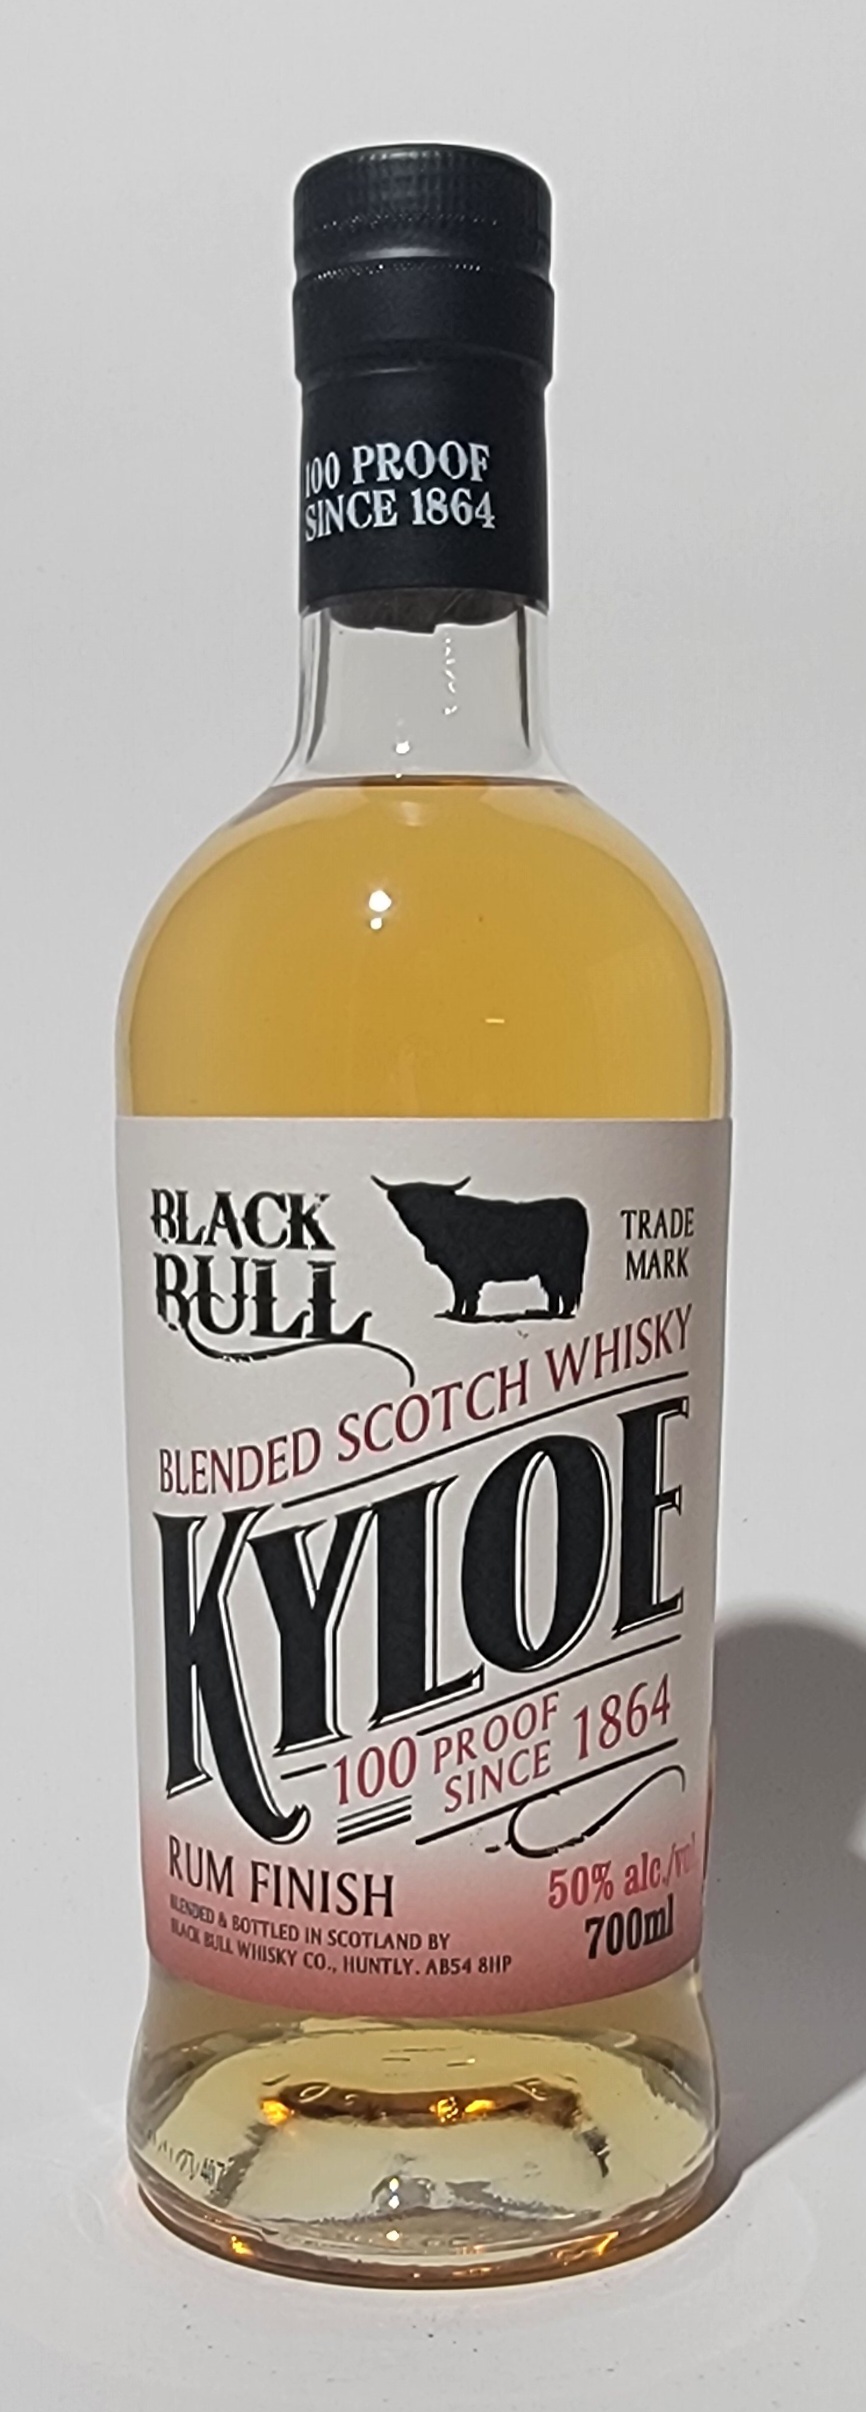 100 PROOF
SINCE 1864
BLACK
BULL
TRADE
MARK
BLENDED SCOTCH WHISKY
KYLOE
100 PROOF
SINCE 1864
RUM FINISH
BLENDED & BOTTLED IN SCOTLAND BY
BLACK BULL WHISKY CO., HUNTLY. AB54 8HP
50% alc./vol.
700ml